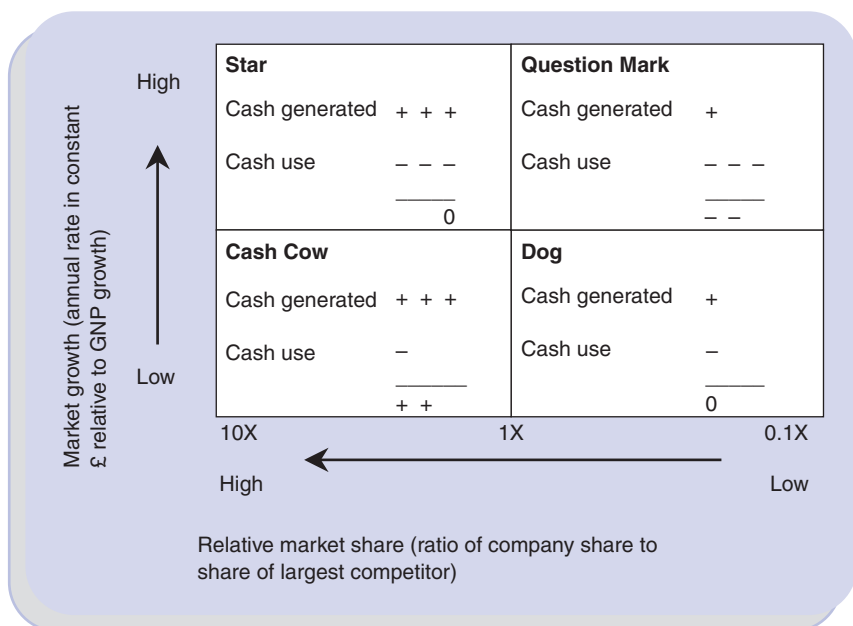 Market growth (annual rate in constant
£ relative to GNP growth)
High
Low
Star
Cash generated + + +
Cash use – – –
0
Question Mark
Cash generated +
Cash use – – –
– –
Cash Cow
Cash generated + + +
Cash use –
+ +
Dog
Cash generated +
Cash use –
0
10X 1X 0.1X
High Low
Relative market share (ratio of company share to
share of largest competitor)